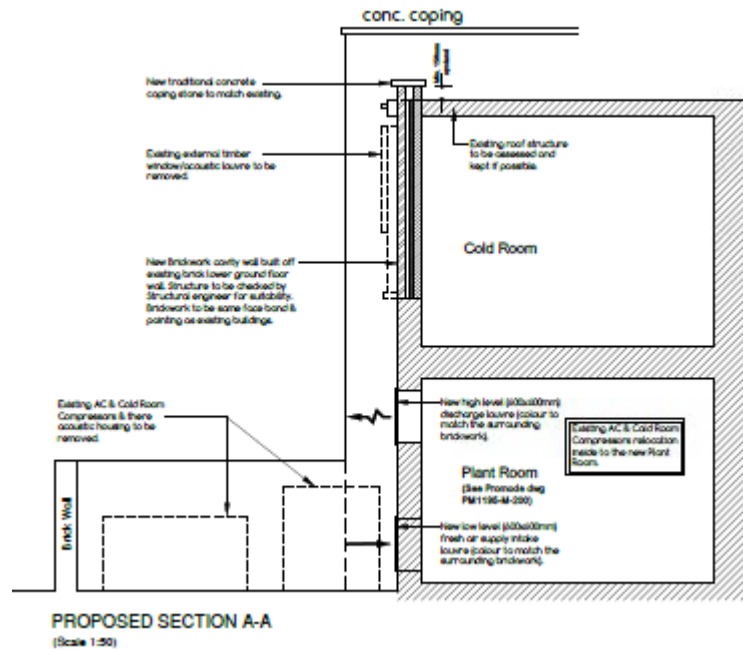 conc. coping
New traditional concrete
coping stone to match existing.
Min. 150mm
upstand
Existing external timber
window/acoustic louvre to be
removed.
Existing roof structure
to be assessed and
kept if possible.
Cold Room
New Brickwork cavity wall built off
existing brick lower ground floor
wall. Structure to be checked by
Structural engineer for suitability.
Brickwork to be same face bond &
pointing as existing buildings.
Existing AC & Cold Room
Compressors & there
acoustic housing to be
removed.
New high level (600x600mm)
discharge louvre (colour to
match the surrounding
brickwork).
Existing AC & Cold Room
Compressors relocation
inside to the new Plant
Room.
Plant Room
(See Promode dwg
PM1195-M-200)
Brick Wall
New low level (600x600mm)
fresh air supply intake
louvre (colour to match the
surrounding brickwork).
PROPOSED SECTION A-A
(Scale 1:50)